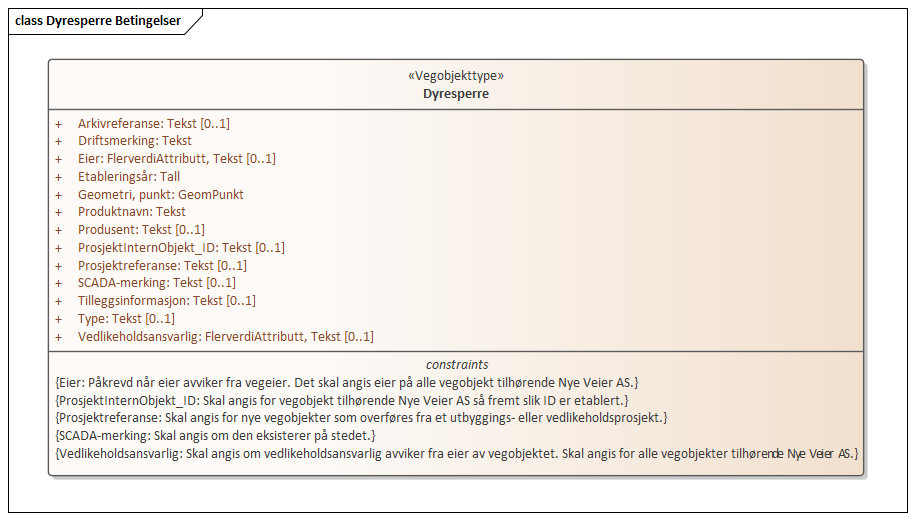 class Dyresperre Betingelser
«Vegobjekttype»
Dyresperre
+ Arkivreferanse: Tekst [0..1]
+ Driftsmerking: Tekst
+ Eier: FlerverdiAttributt, Tekst [0..1]
+ Etableringsår: Tall
+ Geometri, punkt: GeomPunkt
+ Produktnavn: Tekst
+ Produsent: Tekst [0..1]
+ ProsjektInternObjekt_ID: Tekst [0..1]
+ Prosjektreferanse: Tekst [0..1]
+ SCADA-merking: Tekst [0..1]
+ Tilleggsinformasjon: Tekst [0..1]
+ Type: Tekst [0..1]
+ Vedlikeholdsansvarlig: FlerverdiAttributt, Tekst [0..1]
constraints
{Eier: Påkrevd når eier avviker fra vegeier. Det skal angis eier på alle vegobjekt tilhørende Nye Veier AS.}
{ProsjektInternObjekt_ID: Skal angis for vegobjekt tilhørende Nye Veier AS så fremt slik ID er etablert.}
{Prosjektreferanse: Skal angis for nye vegobjekter som overføres fra et utbyggings- eller vedlikeholdsprosjekt.}
{SCADA-merking: Skal angis om den eksisterer på stedet.}
{Vedlikeholdsansvarlig: Skal angis om vedlikeholdsansvarlig avviker fra eier av vegobjektet. Skal angis for alle vegobjekter tilhørende Nye Veier AS.}